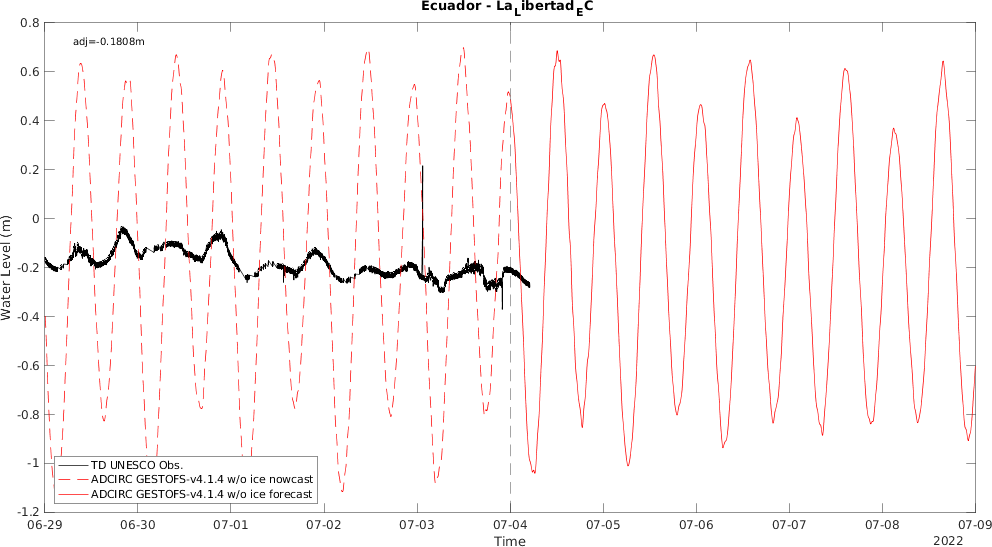 Ecuador - LaLibertadEC
adj=-0.1808m
Water Level (m)
0.8
0.6
0.4
0.2
0
-0.2
-0.4
-0.6
-0.8
-1
-1.2
TD UNESCO Obs.
ADCIRC GESTOFS-v4.1.4 w/o ice nowcast
ADCIRC GESTOFS-v4.1.4 w/o ice forecast
06-29 06-30 07-01 07-02 07-03 07-04 07-05 07-06 07-07 07-08 07-09
Time
2022